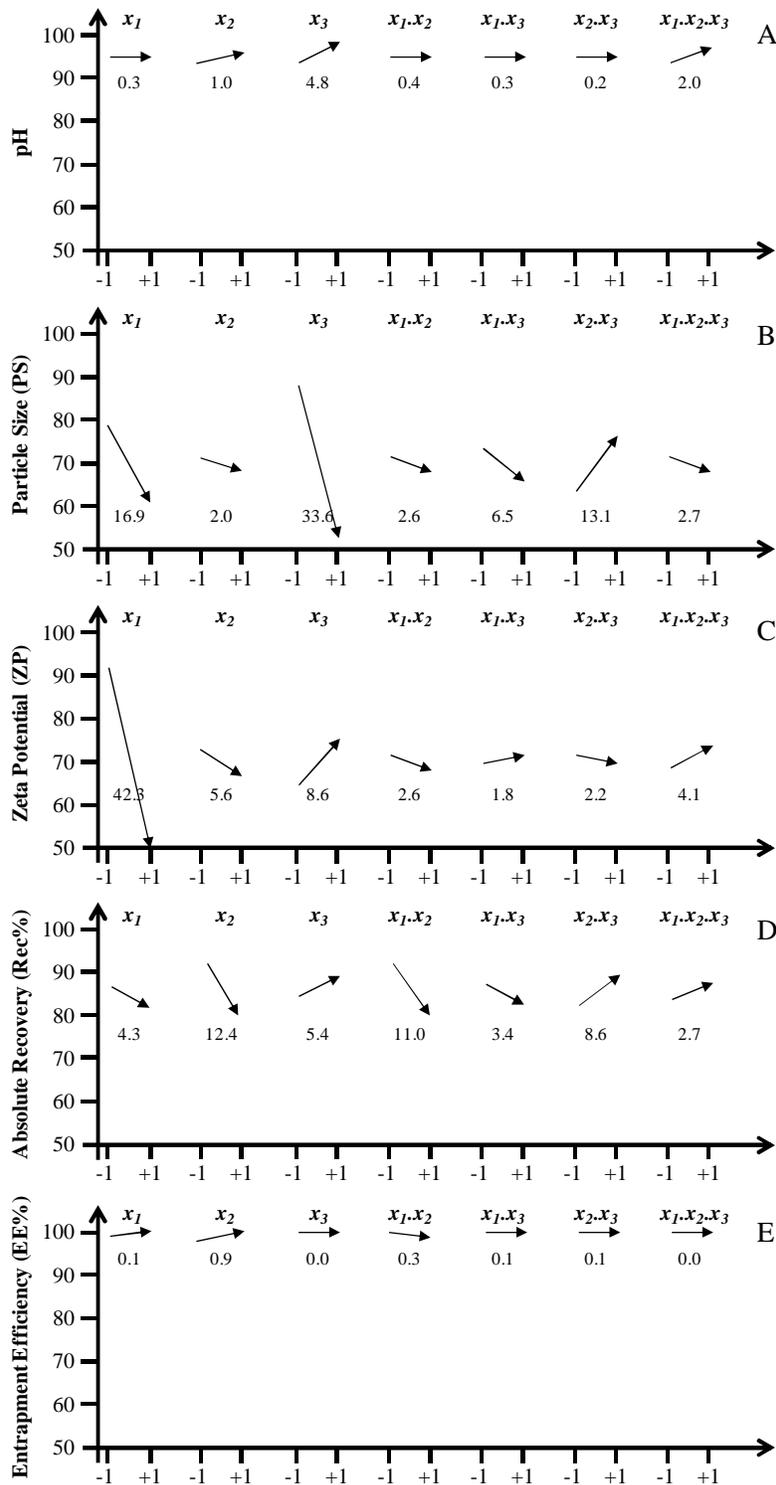 x1 x2 x3 x1.x2 x1.x3 x2.x3 x1.x2.x3 A
100
90
0.3 1.0 4.8 0.4 0.3 0.2 2.0
80
70
60
50
pH
-1 +1 -1 +1 -1 +1 -1 +1 -1 +1 -1 +1 -1 +1
x1 x2 x3 x1.x2 x1.x3 x2.x3 x1.x2.x3 B
100
90
80
70
60
16.9 2.0 33.6 2.6 6.5 13.1 2.7
50
Particle Size (PS)
-1 +1 -1 +1 -1 +1 -1 +1 -1 +1 -1 +1 -1 +1
x1 x2 x3 x1.x2 x1.x3 x2.x3 x1.x2.x3 C
100
90
80
70
60
42.3 5.6 8.6 2.6 1.8 2.2 4.1
50
Zeta Potential (ZP)
-1 +1 -1 +1 -1 +1 -1 +1 -1 +1 -1 +1 -1 +1
x1 x2 x3 x1.x2 x1.x3 x2.x3 x1.x2.x3 D
100
90
80
4.3 12.4 5.4 11.0 3.4 8.6 2.7
70
60
50
Absolute Recovery (Rec%)
-1 +1 -1 +1 -1 +1 -1 +1 -1 +1 -1 +1 -1 +1
x1 x2 x3 x1.x2 x1.x3 x2.x3 x1.x2.x3 E
100
0.1 0.9 0.0 0.3 0.1 0.1 0.0
90
80
70
60
50
Entrapment Efficiency (EE%)
-1 +1 -1 +1 -1 +1 -1 +1 -1 +1 -1 +1 -1 +1